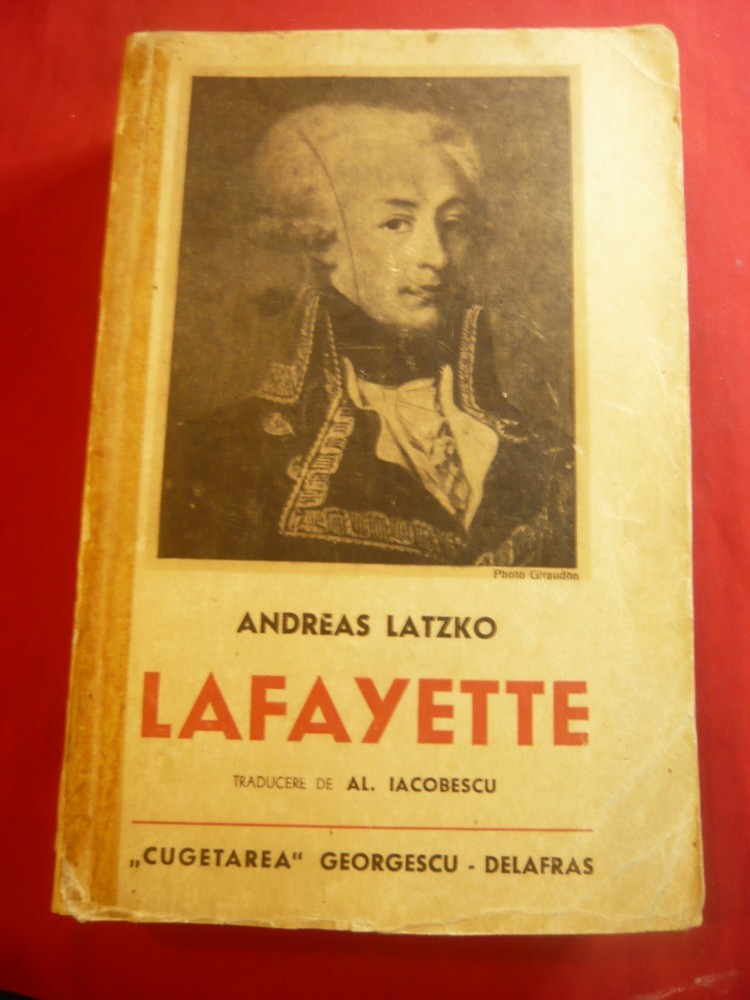 Photo Giraudon
ANDREAS LATZKO
LAFAYETTE
TRADUCERE DE AL. IACOBESCU
„CUGETAREA“ GEORGESCU - DELAFRAS